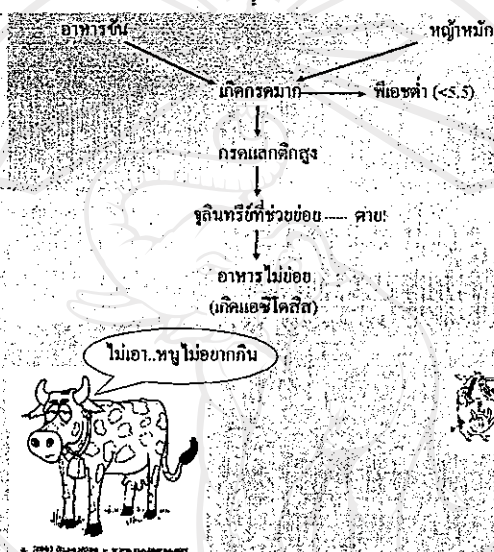 อาหารข้น หญ้าหมัก
เกิดกรดมาก พีเอชต่ำ (<5.5)
กรดแลกติกสูง
จุลินทรีย์ที่ช่วยย่อย ----- ตาย!
อาหารไม่ย่อย
(เกิดแอซิโดสิส)
ไม่เอา..หนูไม่อยากกิน